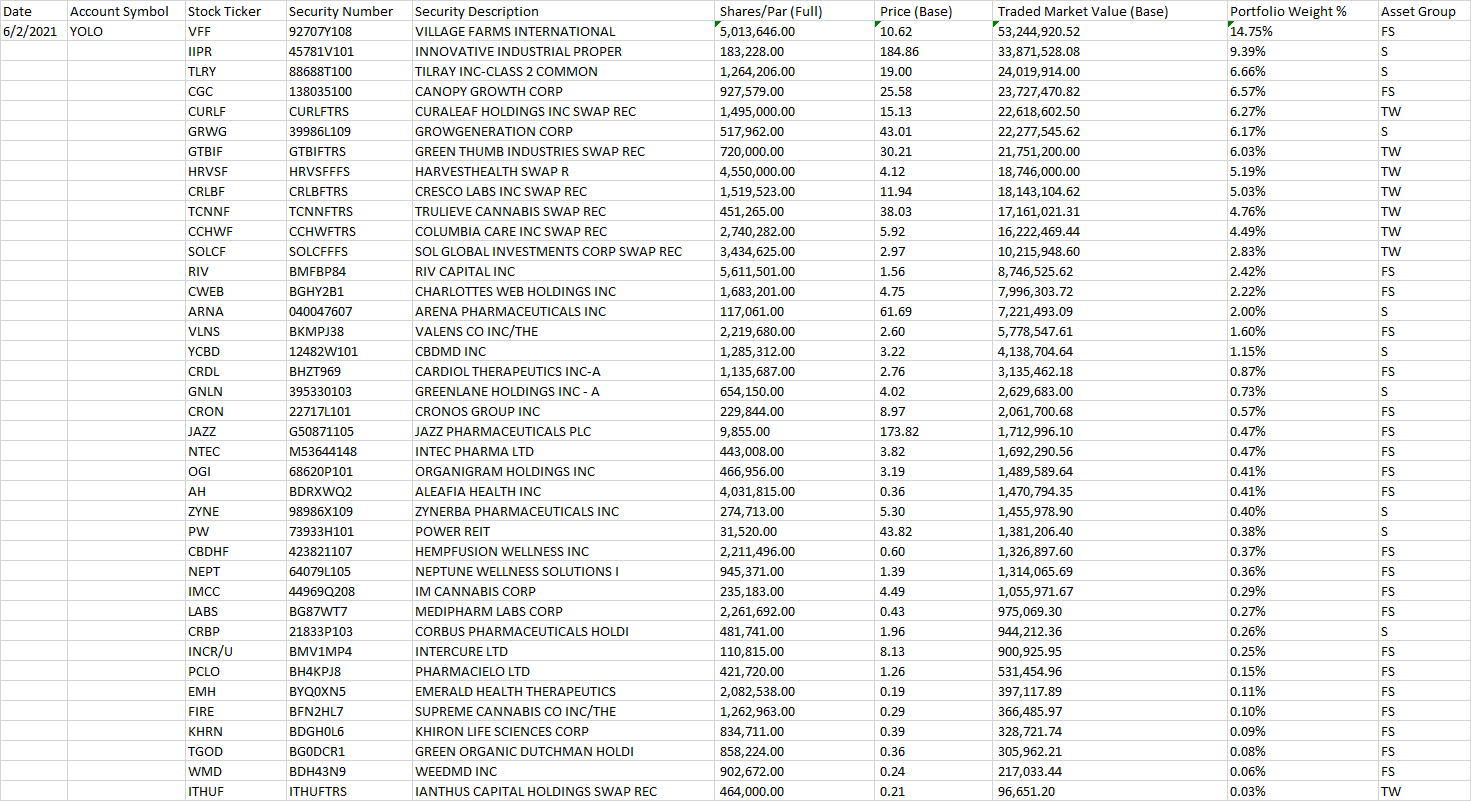 Date Account Symbol Stock Ticker Security Number Security Description Shares/Par (Full) Price (Base) Traded Market Value (Base) Portfolio Weight % Asset Group
6/2/2021 YOLO VFF 92707Y108 VILLAGE FARMS INTERNATIONAL 5,013,646.00 10.62 53,244,920.52 14.75% FS
IIPR 45781V101 INNOVATIVE INDUSTRIAL PROPER 183,228.00 184.86 33,871,528.08 9.39% S
TLRY 88688T100 TILRAY INC-CLASS 2 COMMON 1,264,206.00 19.00 24,019,914.00 6.66% S
CGC 138035100 CANOPY GROWTH CORP 927,579.00 25.58 23,727,470.82 6.57% FS
CURLF CURLFTRS CURALEAF HOLDINGS INC SWAP REC 1,495,000.00 15.13 22,618,602.50 6.27% TW
GRWG 39986L109 GROWGENERATION CORP 517,962.00 43.01 22,277,545.62 6.17% S
GTBIF GTBIFTRS GREEN THUMB INDUSTRIES SWAP REC 720,000.00 30.21 21,751,200.00 6.03% TW
HRVSF HRVSFFFS HARVESTHEALTH SWAP R 4,550,000.00 4.12 18,746,000.00 5.19% TW
CRLBF CRLBFTRS CRESCO LABS INC SWAP REC 1,519,523.00 11.94 18,143,104.62 5.03% TW
TCNNF TCNNFTRS TRULIEVE CANNABIS SWAP REC 451,265.00 38.03 17,161,021.31 4.76% TW
CCHWF CCHWFTRS COLUMBIA CARE INC SWAP REC 2,740,282.00 5.92 16,222,469.44 4.49% TW
SOLCF SOLCFFFS SOL GLOBAL INVESTMENTS CORP SWAP REC 3,434,625.00 2.97 10,215,948.60 2.83% TW
RIV BMFBP84 RIV CAPITAL INC 5,611,501.00 1.56 8,746,525.62 2.42% FS
CWEB BGHY2B1 CHARLOTTES WEB HOLDINGS INC 1,683,201.00 4.75 7,996,303.72 2.22% FS
ARNA 040047607 ARENA PHARMACEUTICALS INC 117,061.00 61.69 7,221,493.09 2.00% S
VLNS BKMPJ38 VALENS CO INC/THE 2,219,680.00 2.60 5,778,547.61 1.60% FS
YCBD 12482W101 CBDMD INC 1,285,312.00 3.22 4,138,704.64 1.15% S
CRDL BHZT969 CARDIOL THERAPEUTICS INC-A 1,135,687.00 2.76 3,135,462.18 0.87% FS
GNLN 395330103 GREENLANE HOLDINGS INC - A 654,150.00 4.02 2,629,683.00 0.73% S
CRON 22717L101 CRONOS GROUP INC 229,844.00 8.97 2,061,700.68 0.57% FS
JAZZ G50871105 JAZZ PHARMACEUTICALS PLC 9,855.00 173.82 1,712,996.10 0.47% FS
NTEC M53644148 INTEC PHARMA LTD 443,008.00 3.82 1,692,290.56 0.47% FS
OGI 68620P101 ORGANIGRAM HOLDINGS INC 466,956.00 3.19 1,489,589.64 0.41% FS
AH BDRXWQ2 ALEAFIA HEALTH INC 4,031,815.00 0.36 1,470,794.35 0.41% FS
ZYNE 98986X109 ZYNERBA PHARMACEUTICALS INC 274,713.00 5.30 1,455,978.90 0.40% S
PW 73933H101 POWER REIT 31,520.00 43.82 1,381,206.40 0.38% S
CBDHF 423821107 HEMPFUSION WELLNESS INC 2,211,496.00 0.60 1,326,897.60 0.37% FS
NEPT 64079L105 NEPTUNE WELLNESS SOLUTIONS I 945,371.00 1.39 1,314,065.69 0.36% FS
IMCC 44969Q208 IM CANNABIS CORP 235,183.00 4.49 1,055,971.67 0.29% FS
LABS BG87WT7 MEDIPHARM LABS CORP 2,261,692.00 0.43 975,069.30 0.27% FS
CRBP 21833P103 CORBUS PHARMACEUTICALS HOLDI 481,741.00 1.96 944,212.36 0.26% S
INCR/U BMV1MP4 INTERCURE LTD 110,815.00 8.13 900,925.95 0.25% FS
PCLO BH4KPJ8 PHARMACIELO LTD 421,720.00 1.26 531,454.96 0.15% FS
EMH BYQ0XN5 EMERALD HEALTH THERAPEUTICS 2,082,538.00 0.19 397,117.89 0.11% FS
FIRE BFN2HL7 SUPREME CANNABIS CO INC/THE 1,262,963.00 0.29 366,485.97 0.10% FS
KHRN BDGH0L6 KHIRON LIFE SCIENCES CORP 834,711.00 0.39 328,721.74 0.09% FS
TGOD BG0DCR1 GREEN ORGANIC DUTCHMAN HOLDI 858,224.00 0.36 305,962.21 0.08% FS
WMD BDH43N9 WEEDMD INC 902,672.00 0.24 217,033.44 0.06% FS
ITHUF ITHUFTRS IANTHUS CAPITAL HOLDINGS SWAP REC 464,000.00 0.21 96,651.20 0.03% TW